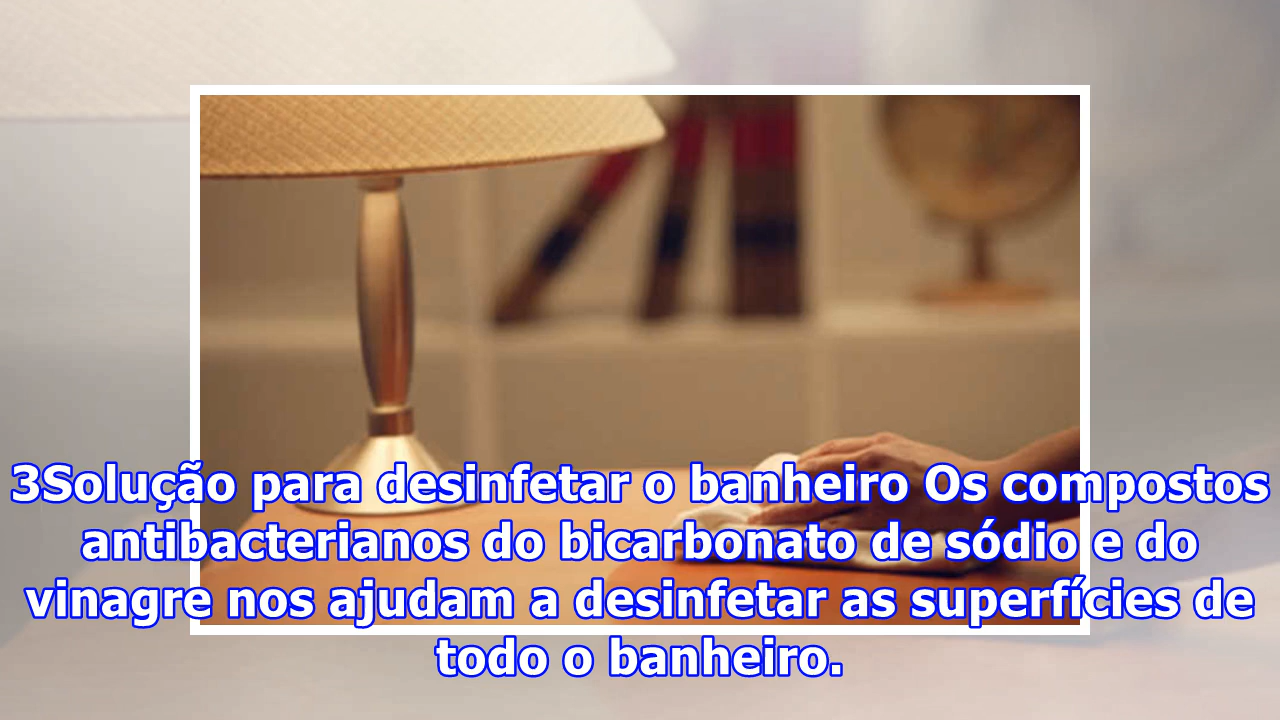 3Solução para desinfetar o banheiro Os compostos
antibacterianos do bicarbonato de sódio e do
vinagre nos ajudam a desinfetar as superfícies de
todo o banheiro.